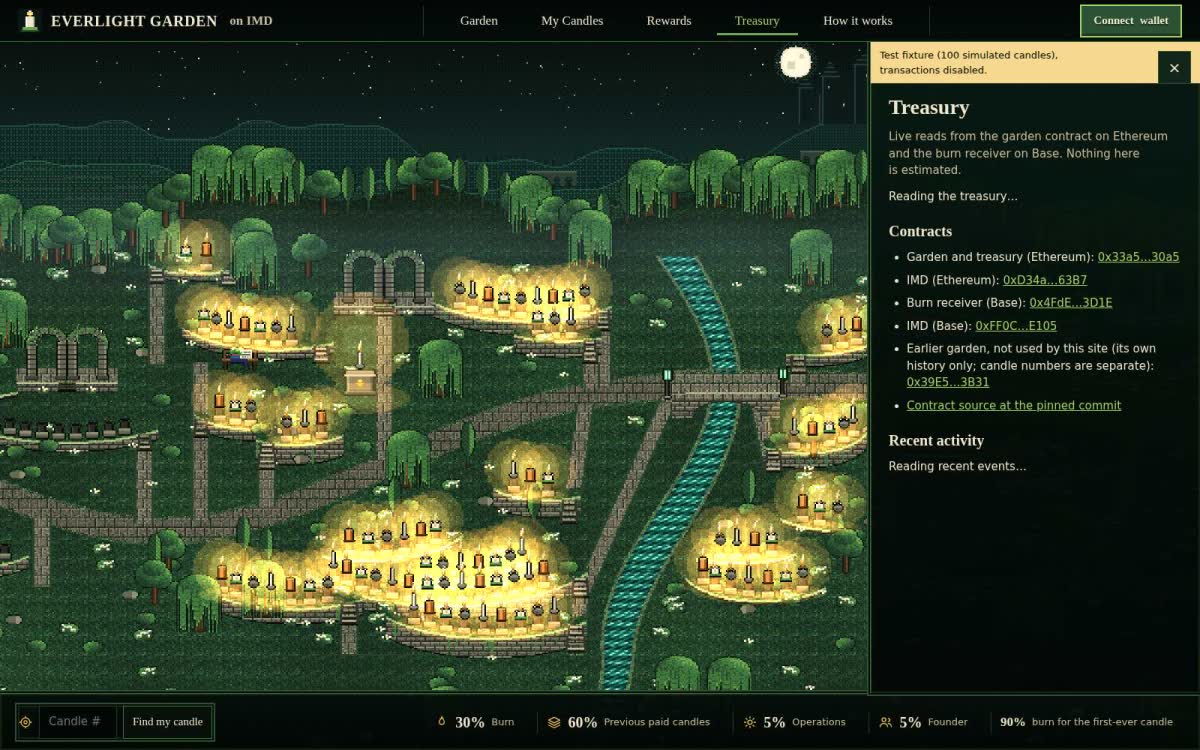 EVERLIGHT GARDEN on IMD
Garden My Candles Rewards Treasury How it works
Connect wallet
Test fixture (100 simulated candles),
transactions disabled.
✕
Treasury
Live reads from the garden contract on Ethereum
and the burn receiver on Base. Nothing here
is estimated.
Reading the treasury…
Contracts
• Garden and treasury (Ethereum): 0x33a5…30a5
• IMD (Ethereum): 0xD34a…63B7
• Burn receiver (Base): 0x4FdE…3D1E
• IMD (Base): 0xFF0C…E105
• Earlier garden, not used by this site (its own
history only; candle numbers are separate):
0x39E5…3B31
• Contract source at the pinned commit
Recent activity
Reading recent events…
Candle # Find my candle
30% Burn 60% Previous paid candles 5% Operations 5% Founder 90% burn for the first-ever candle